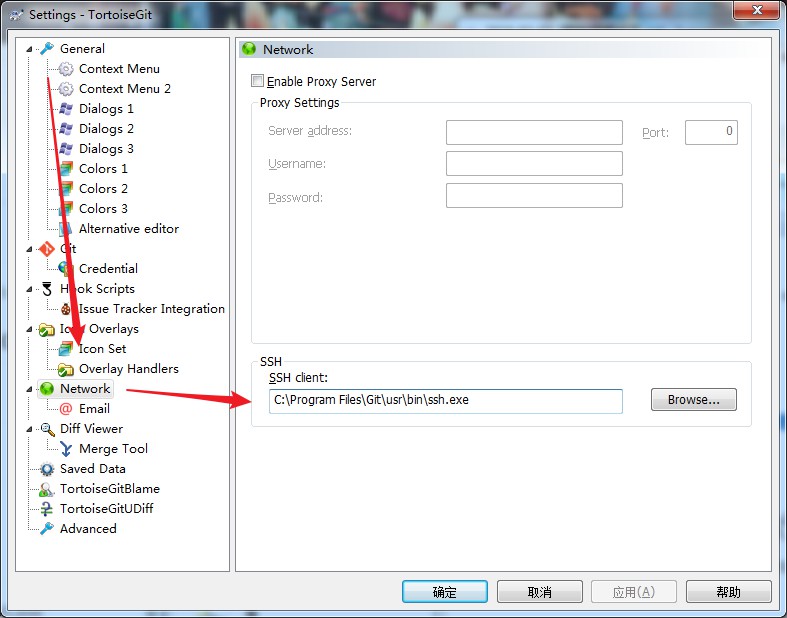 Settings - TortoiseGit
General
Context Menu
Context Menu 2
Dialogs 1
Dialogs 2
Dialogs 3
Colors 1
Colors 2
Colors 3
Alternative editor
Git
Credential
Hook Scripts
Issue Tracker Integration
Icon Overlays
Icon Set
Overlay Handlers
Network
Email
Diff Viewer
Merge Tool
Saved Data
TortoiseGitBlame
TortoiseGitUDiff
Advanced
Network
Enable Proxy Server
Proxy Settings
Server address:
Port:
0
Username:
Password:
SSH
SSH client:
C:\Program Files\Git\usr\bin\ssh.exe
Browse...
确定
取消
应用(A)
帮助